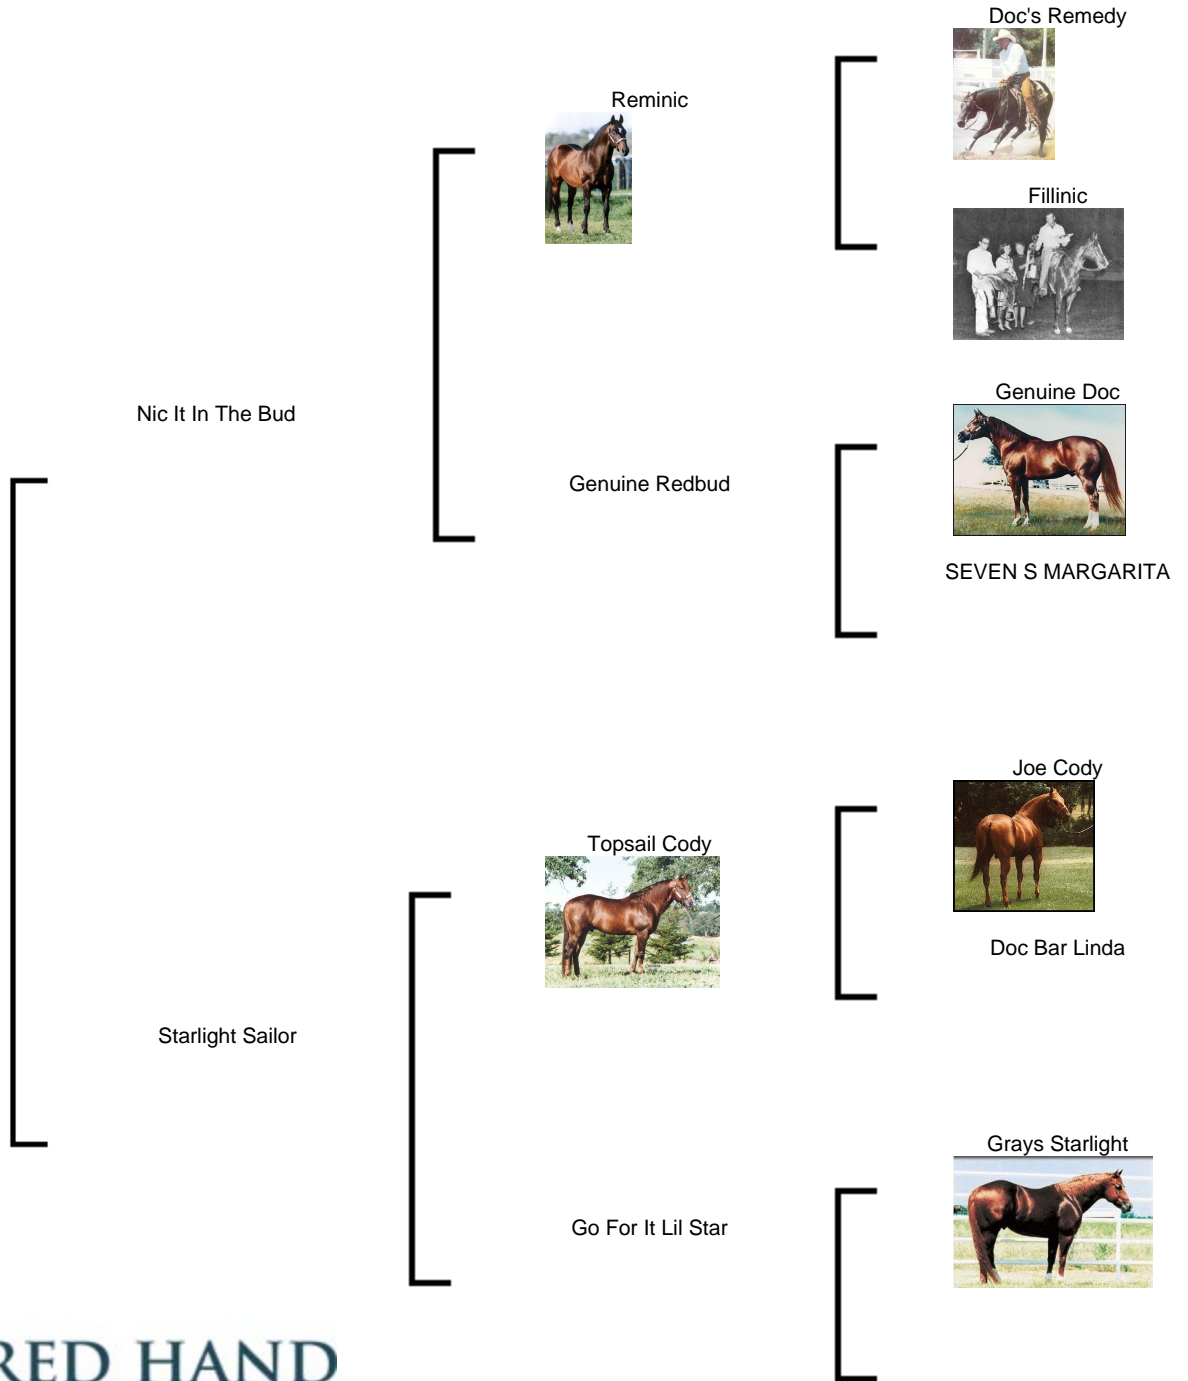 Doc's Remedy
Reminic
Fillinic
Genuine Doc
Nic It In The Bud
Genuine Redbud
SEVEN S MARGARITA
Joe Cody
Topsail Cody
Doc Bar Linda
Starlight Sailor
Grays Starlight
Go For It Lil Star
RED HAND